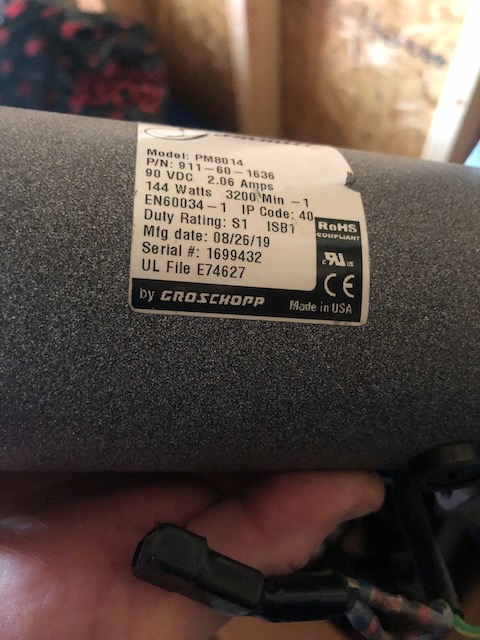 Model: PM8014
P/N: 911-60-1636
90 VDC 2.06 Amps
144 Watts 3200 Min -1
EN60034-1 IP Code: 40
Duty Rating: S1 ISB1
Mfg date: 08/26/19
Serial #: 1699432
UL File E74627
RoHS
COMPLIANT
c RU us
CE
by GROSCHOPP
Made in USA